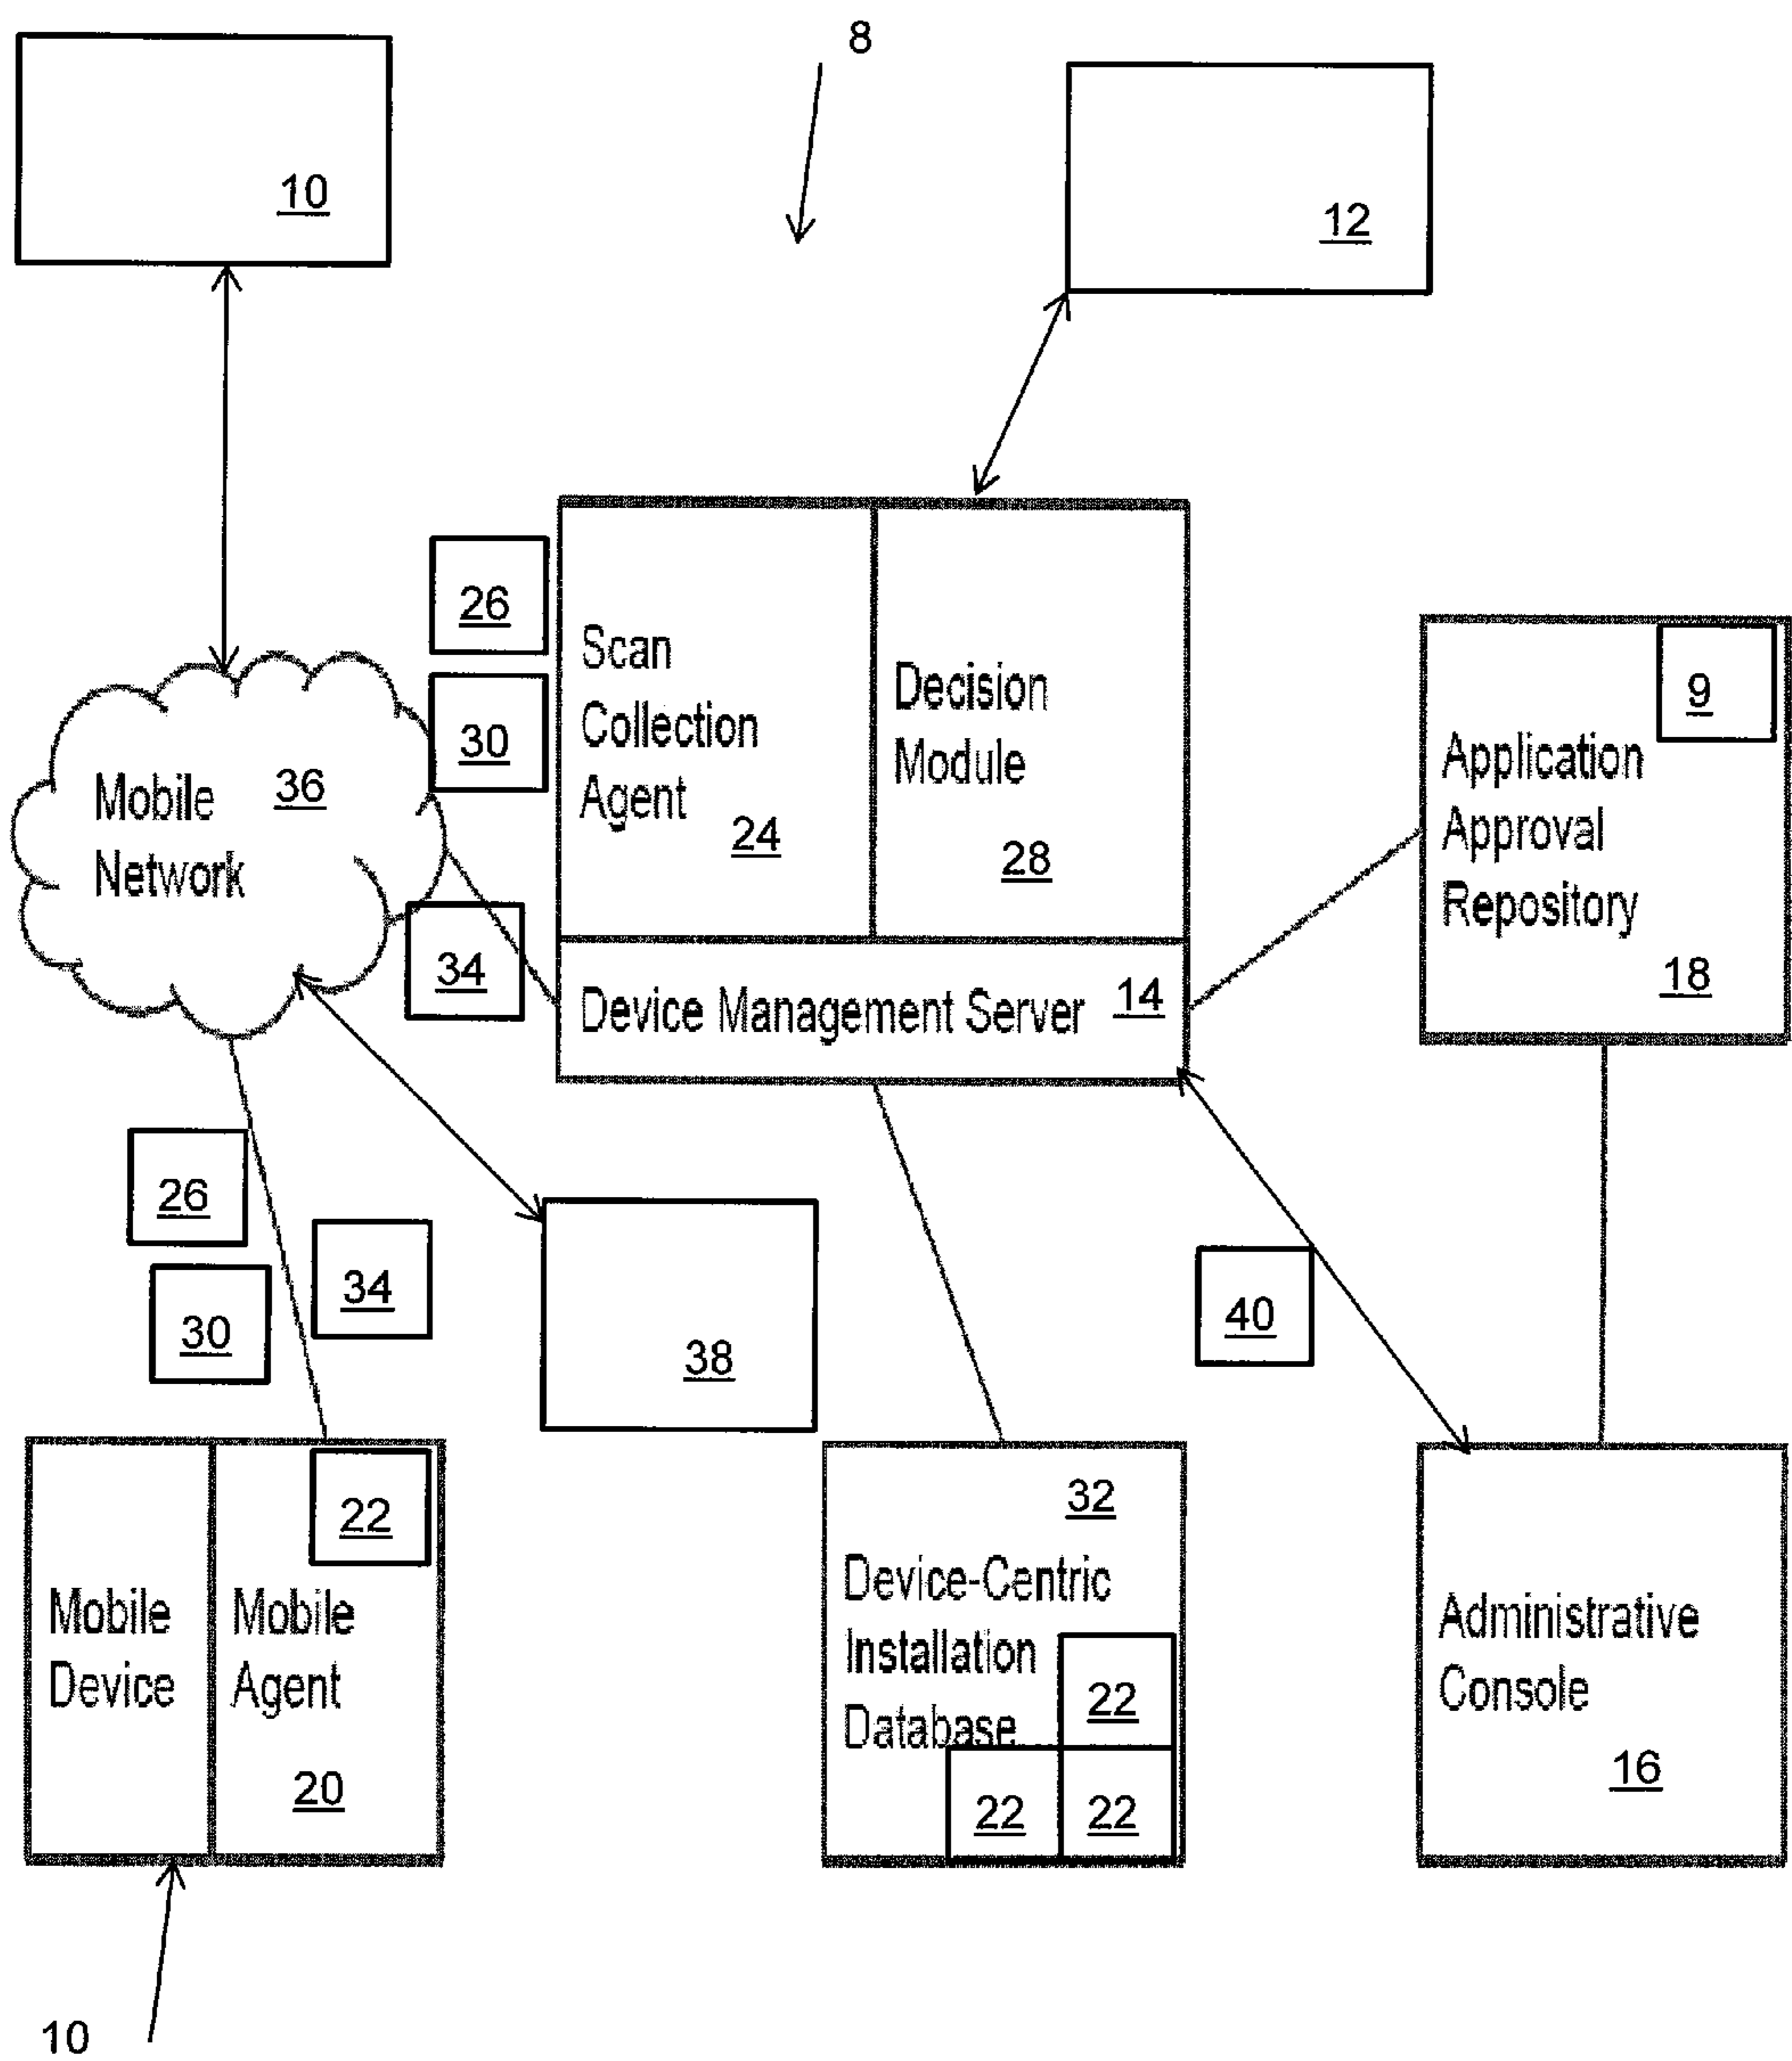 8
10
12
26
30
Scan
Collection
Agent
24
Decision
Module
28
9
Application
Approval
Repository
18
Mobile
Network
36
34
Device Management Server
14
26
30
34
38
40
22
Mobile
Device
Mobile
Agent
20
32
Device-Centric
Installation
Database
22
22
22
Administrative
Console
16
10